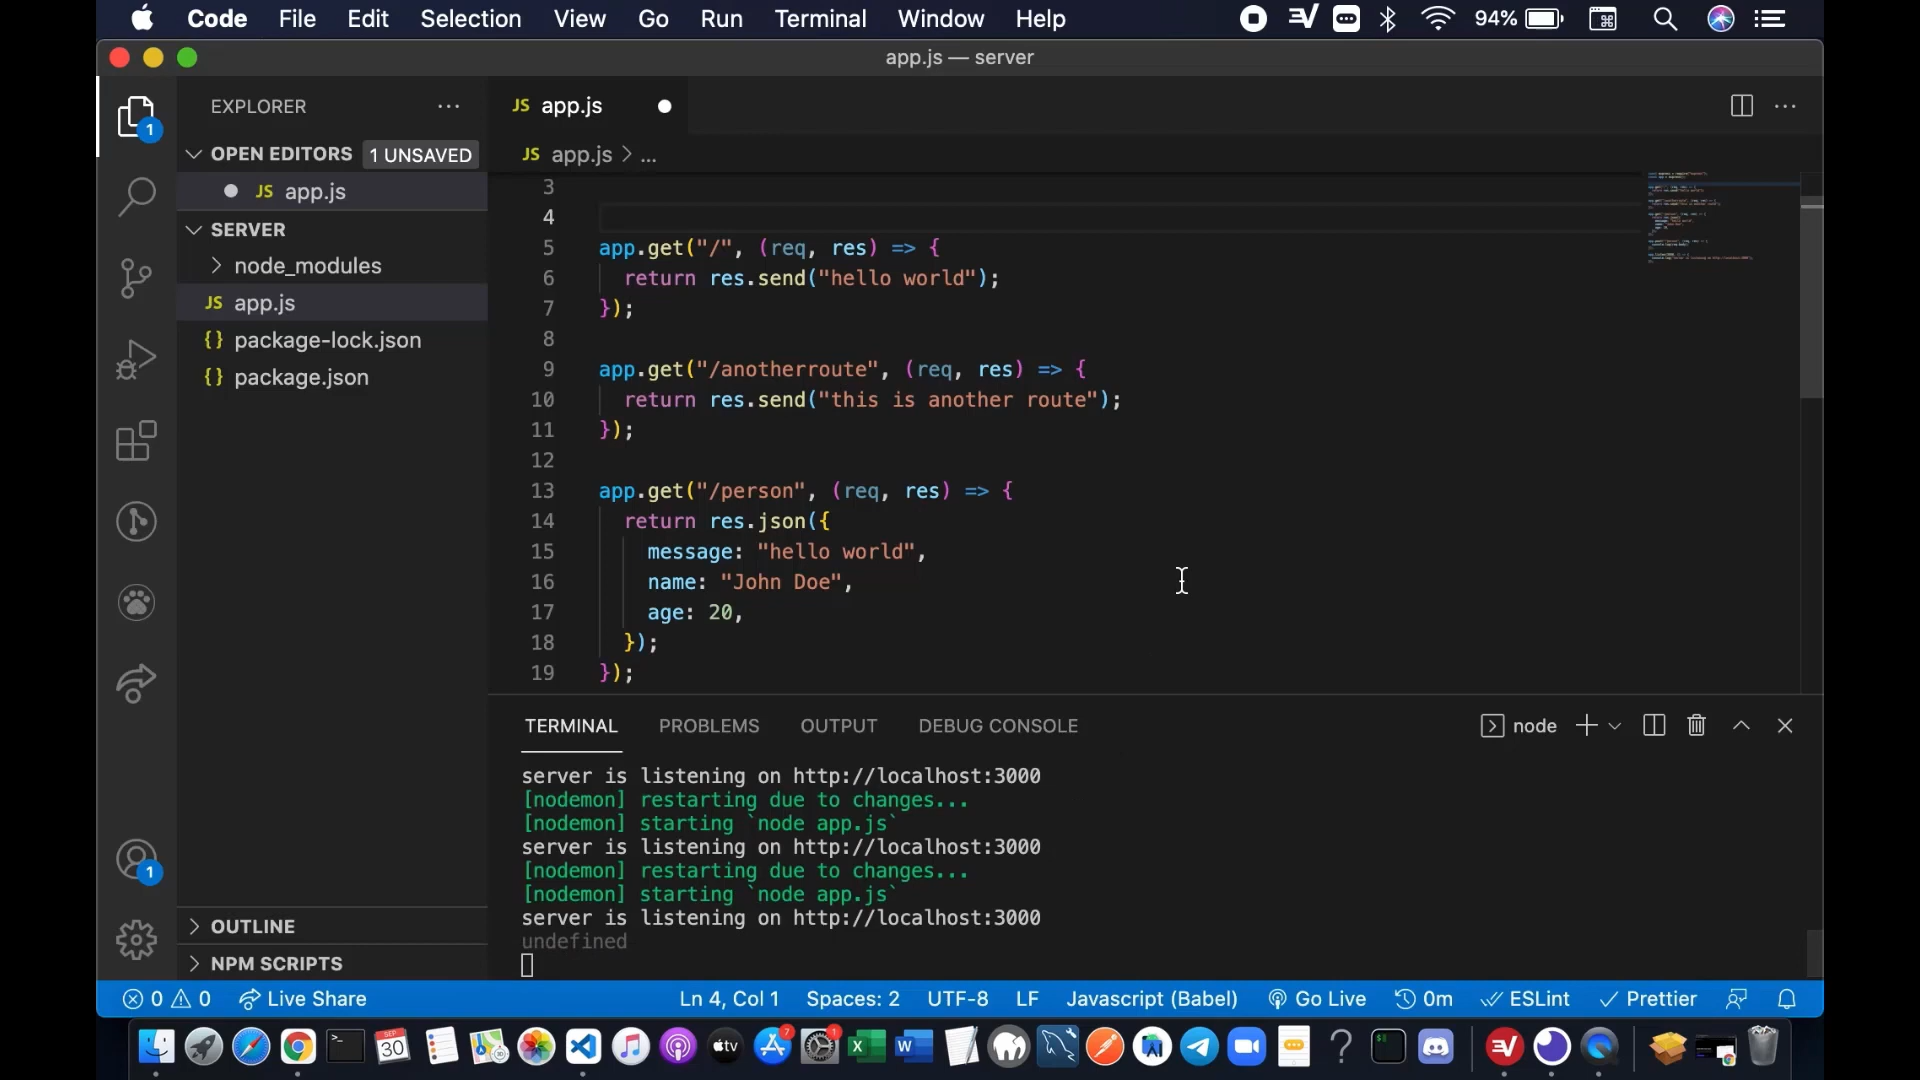 Code File Edit Selection View Go Run Terminal Window Help 94%
app.js — server
EXPLORER ···
JS app.js
1
OPEN EDITORS 1 UNSAVED
JS app.js > ...
JS app.js
SERVER
node_modules
JS app.js
{} package-lock.json
{} package.json
3
4
5 app.get("/", (req, res) => {
6 return res.send("hello world");
7 });
8
9 app.get("/anotherroute", (req, res) => {
10 return res.send("this is another route");
11 });
12
13 app.get("/person", (req, res) => {
14 return res.json({
15 message: "hello world",
16 name: "John Doe",
17 age: 20,
18 });
19 });
TERMINAL PROBLEMS OUTPUT DEBUG CONSOLE node
server is listening on http://localhost:3000
[nodemon] restarting due to changes...
[nodemon] starting `node app.js`
server is listening on http://localhost:3000
[nodemon] restarting due to changes...
[nodemon] starting `node app.js`
server is listening on http://localhost:3000
undefined
1
OUTLINE
NPM SCRIPTS
0 0 Live Share Ln 4, Col 1 Spaces: 2 UTF-8 LF Javascript (Babel) Go Live 0m ESLint Prettier
SEP 30 tv 7 1